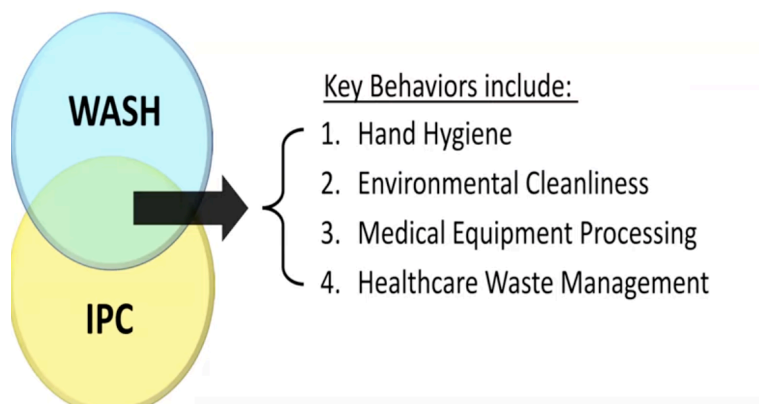 WASH
IPC
Key Behaviors include:
1. Hand Hygiene
2. Environmental Cleanliness
3. Medical Equipment Processing
4. Healthcare Waste Management